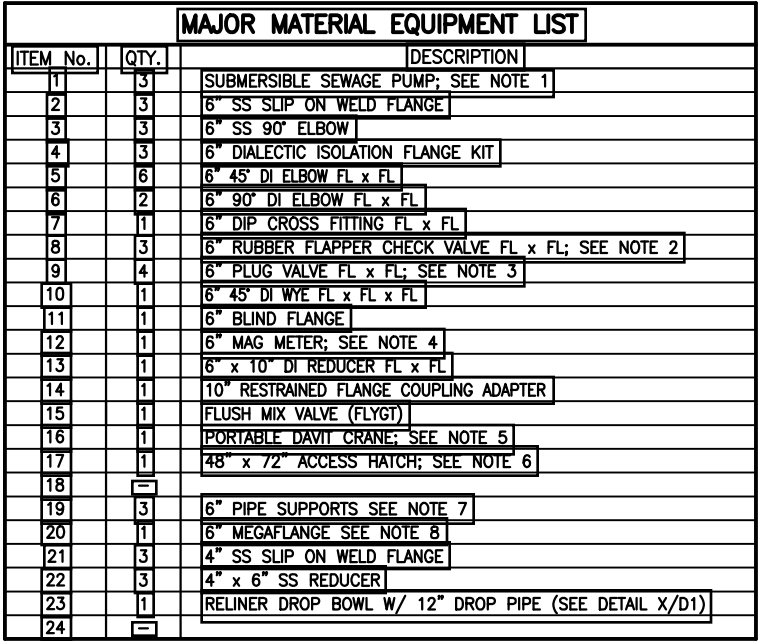 MAJOR MATERIAL EQUIPMENT LIST
ITEM No. QTY. DESCRIPTION
1 3 SUBMERSIBLE SEWAGE PUMP; SEE NOTE 1
2 3 6" SS SLIP ON WELD FLANGE
3 3 6" SS 90° ELBOW
4 3 6" DIALECTIC ISOLATION FLANGE KIT
5 6 6" 45° DI ELBOW FL x FL
6 2 6" 90° DI ELBOW FL x FL
7 1 6" DIP CROSS FITTING FL x FL
8 3 6" RUBBER FLAPPER CHECK VALVE FL x FL; SEE NOTE 2
9 4 6" PLUG VALVE FL x FL; SEE NOTE 3
10 1 6" 45° DI WYE FL x FL x FL
11 1 6" BLIND FLANGE
12 1 6" MAG METER; SEE NOTE 4
13 1 6" x 10" DI REDUCER FL x FL
14 1 10" RESTRAINED FLANGE COUPLING ADAPTER
15 1 FLUSH MIX VALVE (FLYGT)
16 1 PORTABLE DAVIT CRANE; SEE NOTE 5
17 1 48" x 72" ACCESS HATCH; SEE NOTE 6
18 -
19 3 6" PIPE SUPPORTS SEE NOTE 7
20 1 6" MEGAFLANGE SEE NOTE 8
21 3 4" SS SLIP ON WELD FLANGE
22 3 4" x 6" SS REDUCER
23 1 RELINER DROP BOWL W/ 12" DROP PIPE (SEE DETAIL X/D1)
24 -